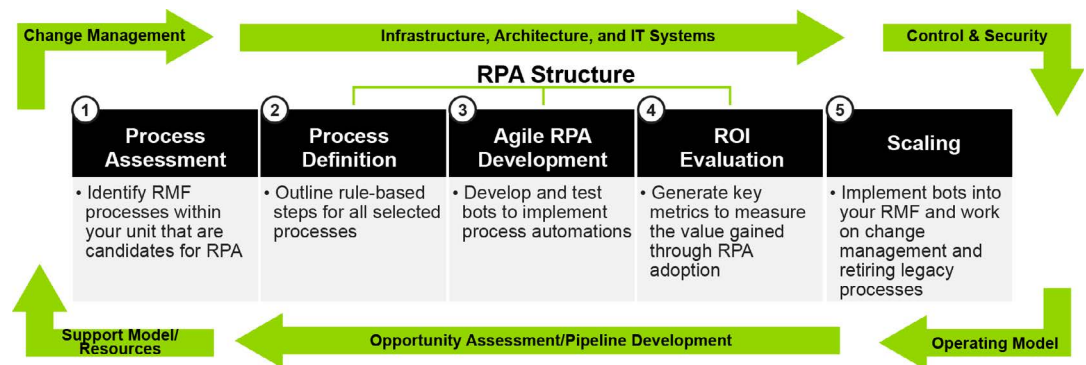 Change Management
Infrastructure, Architecture, and IT Systems
Control & Security
RPA Structure
1
Process
Assessment
• Identify RMF
processes within
your unit that are
candidates for RPA
2
Process
Definition
• Outline rule-based
steps for all selected
processes
3
Agile RPA
Development
• Develop and test
bots to implement
process automations
4
ROI
Evaluation
• Generate key
metrics to measure
the value gained
through RPA
adoption
5
Scaling
• Implement bots into
your RMF and work
on change
management and
retiring legacy
processes
Support Model/
Resources
Opportunity Assessment/Pipeline Development
Operating Model